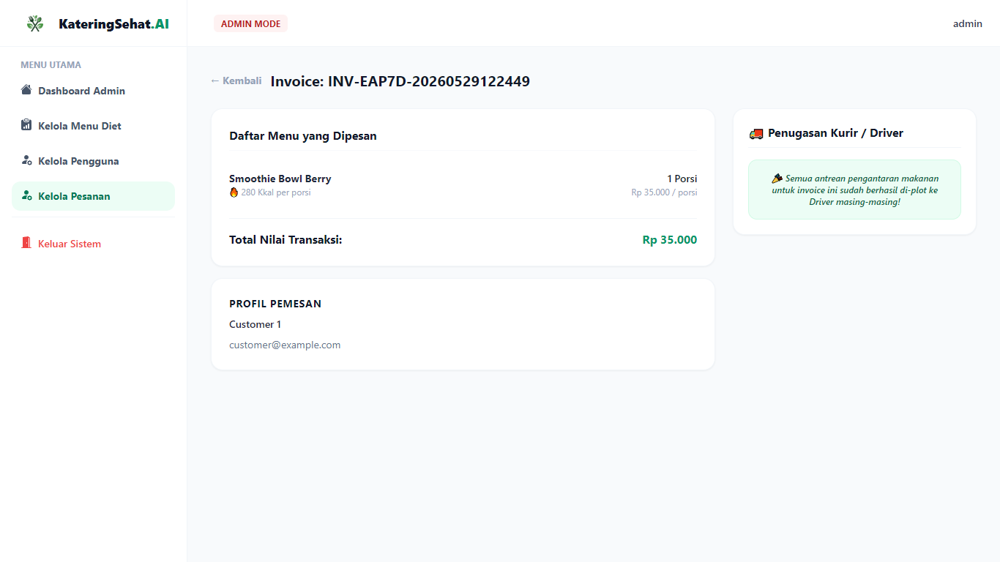 KateringSehat.AI
ADMIN MODE
admin
MENU UTAMA
Dashboard Admin
Kelola Menu Diet
Kelola Pengguna
Kelola Pesanan
Keluar Sistem
← Kembali
Invoice: INV-EAP7D-20260529122449
Daftar Menu yang Dipesan
Smoothie Bowl Berry
1 Porsi
280 Kkal per porsi
Rp 35.000 / porsi
Total Nilai Transaksi:
Rp 35.000
PROFIL PEMESAN
Customer 1
customer@example.com
Penugasan Kurir / Driver
Semua antrean pengantaran makanan
untuk invoice ini sudah berhasil di-plot ke
Driver masing-masing!